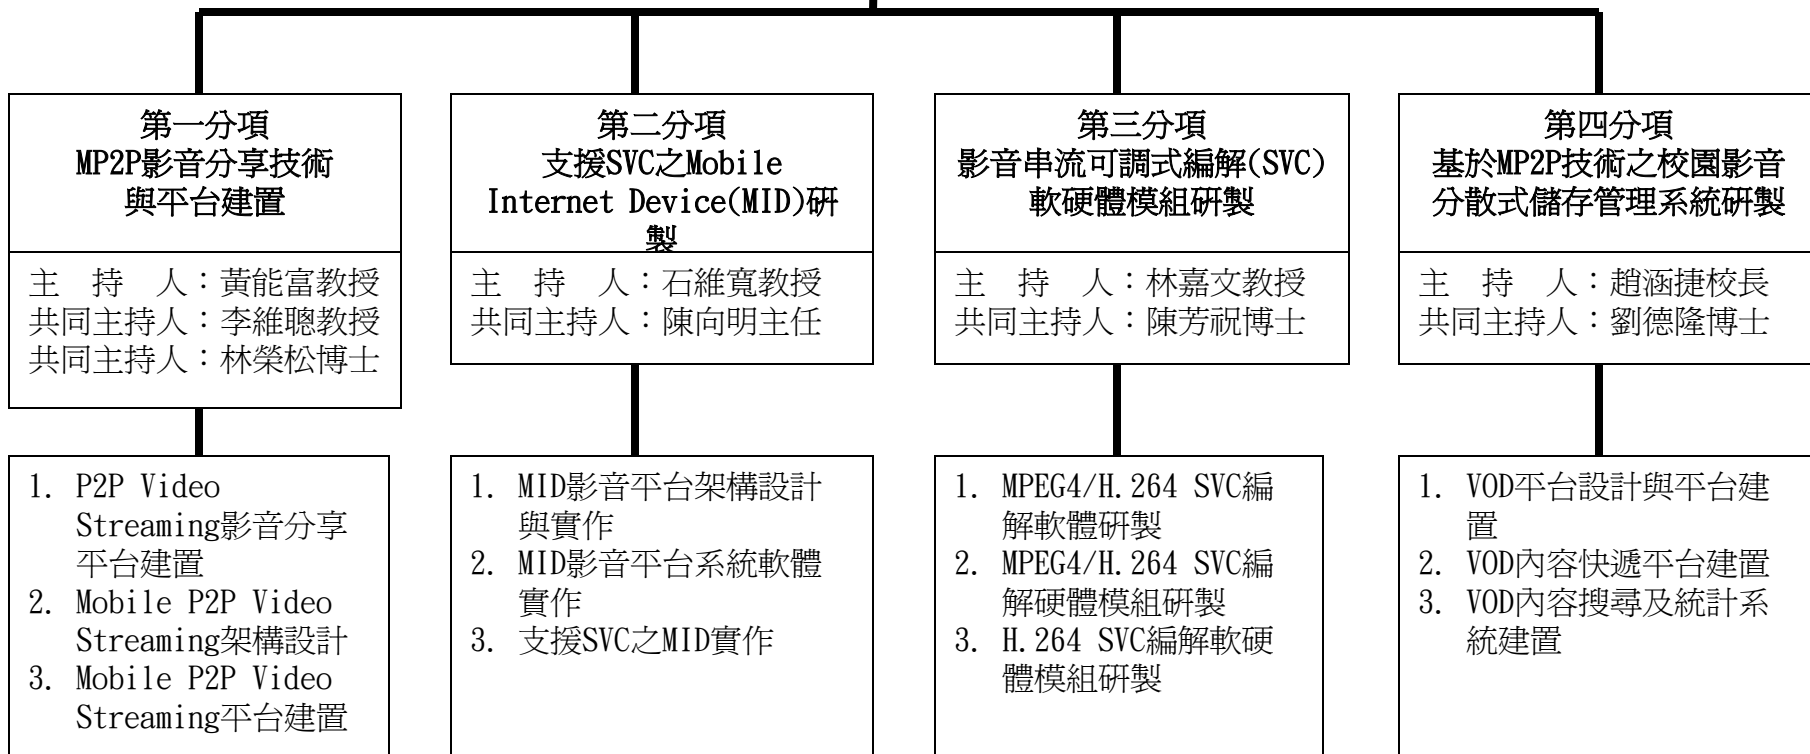 第一分項
MP2P影音分享技術
與平台建置
主　持　人：黃能富教授
共同主持人：李維聰教授
共同主持人：林榮松博士
1. P2P Video
Streaming影音分享
平台建置
2. Mobile P2P Video
Streaming架構設計
3. Mobile P2P Video
Streaming平台建置
第二分項
支援SVC之Mobile
Internet Device(MID)研
製
主　持　人：石維寬教授
共同主持人：陳向明主任
1. MID影音平台架構設計
與實作
2. MID影音平台系統軟體
實作
3. 支援SVC之MID實作
第三分項
影音串流可調式編解(SVC)
軟硬體模組研製
主　持　人：林嘉文教授
共同主持人：陳芳祝博士
1. MPEG4/H.264 SVC編
解軟體研製
2. MPEG4/H.264 SVC編
解硬體模組研製
3. H.264 SVC編解軟硬
體模組研製
第四分項
基於MP2P技術之校園影音
分散式儲存管理系統研製
主　持　人：趙涵捷校長
共同主持人：劉德隆博士
1. VOD平台設計與平台建
置
2. VOD內容快遞平台建置
3. VOD內容搜尋及統計系
統建置